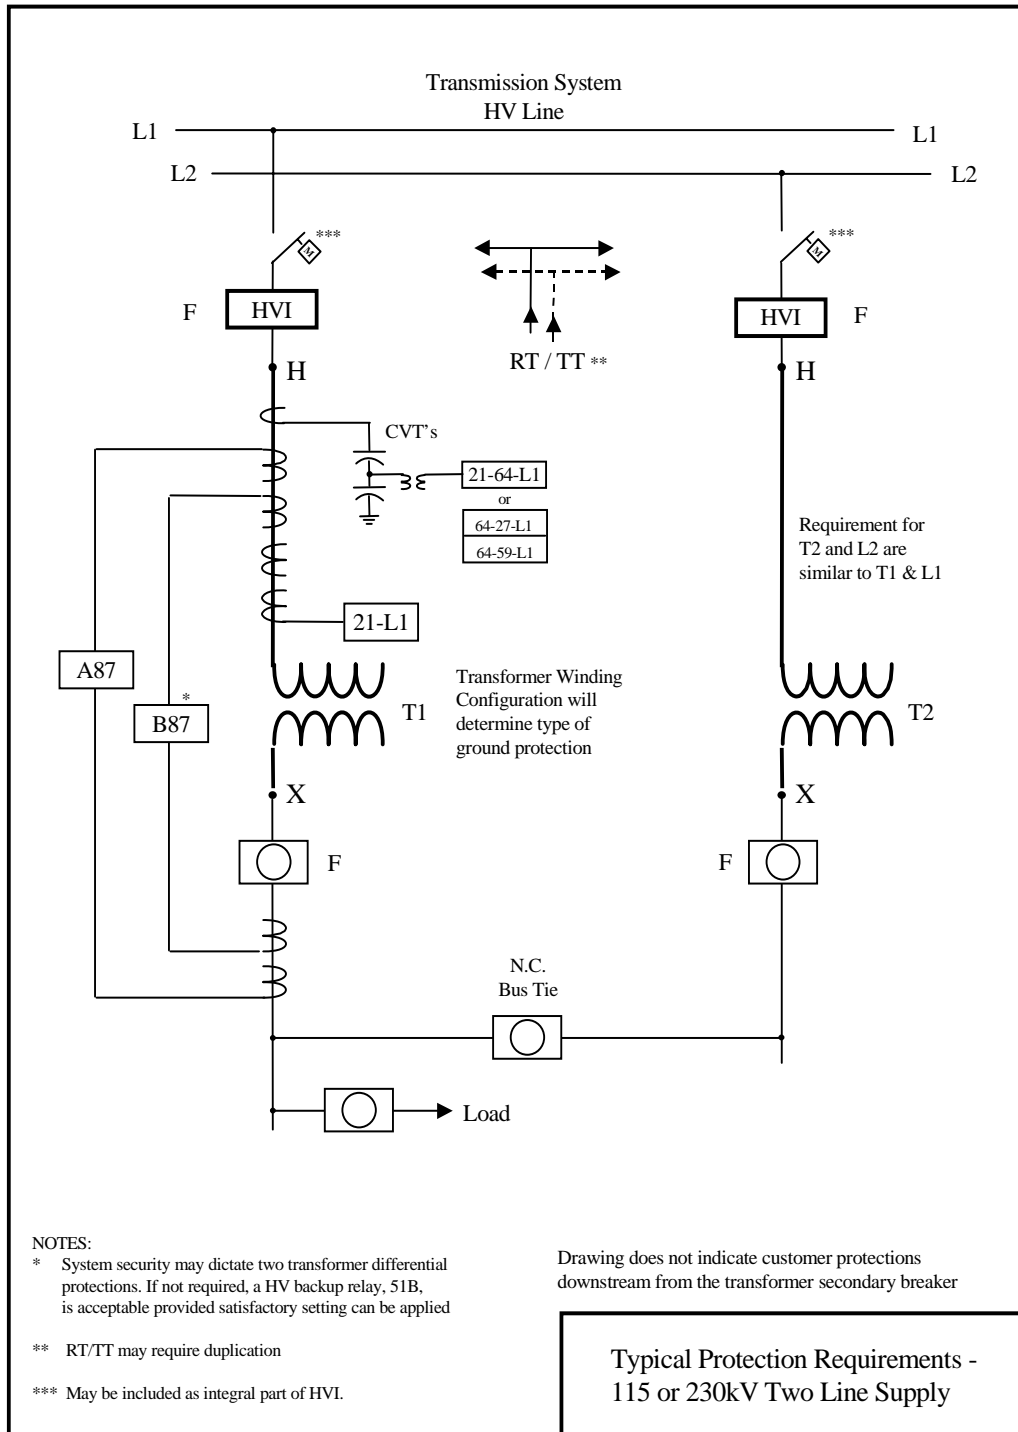 Transmission System
HV Line
L1
L1
L2
L2
***
M
***
M
F
HVI
HVI
F
RT / TT **
H
H
CVT's
21-64-L1
or
64-27-L1
64-59-L1
Requirement for
T2 and L2 are
similar to T1 & L1
21-L1
A87
*
B87
Transformer Winding
Configuration will
determine type of
ground protection
T1
T2
X
X
F
F
N.C.
Bus Tie
Load
NOTES:
* System security may dictate two transformer differential
protections. If not required, a HV backup relay, 51B,
is acceptable provided satisfactory setting can be applied
** RT/TT may require duplication
*** May be included as integral part of HVI.
Drawing does not indicate customer protections
downstream from the transformer secondary breaker
Typical Protection Requirements -
115 or 230kV Two Line Supply